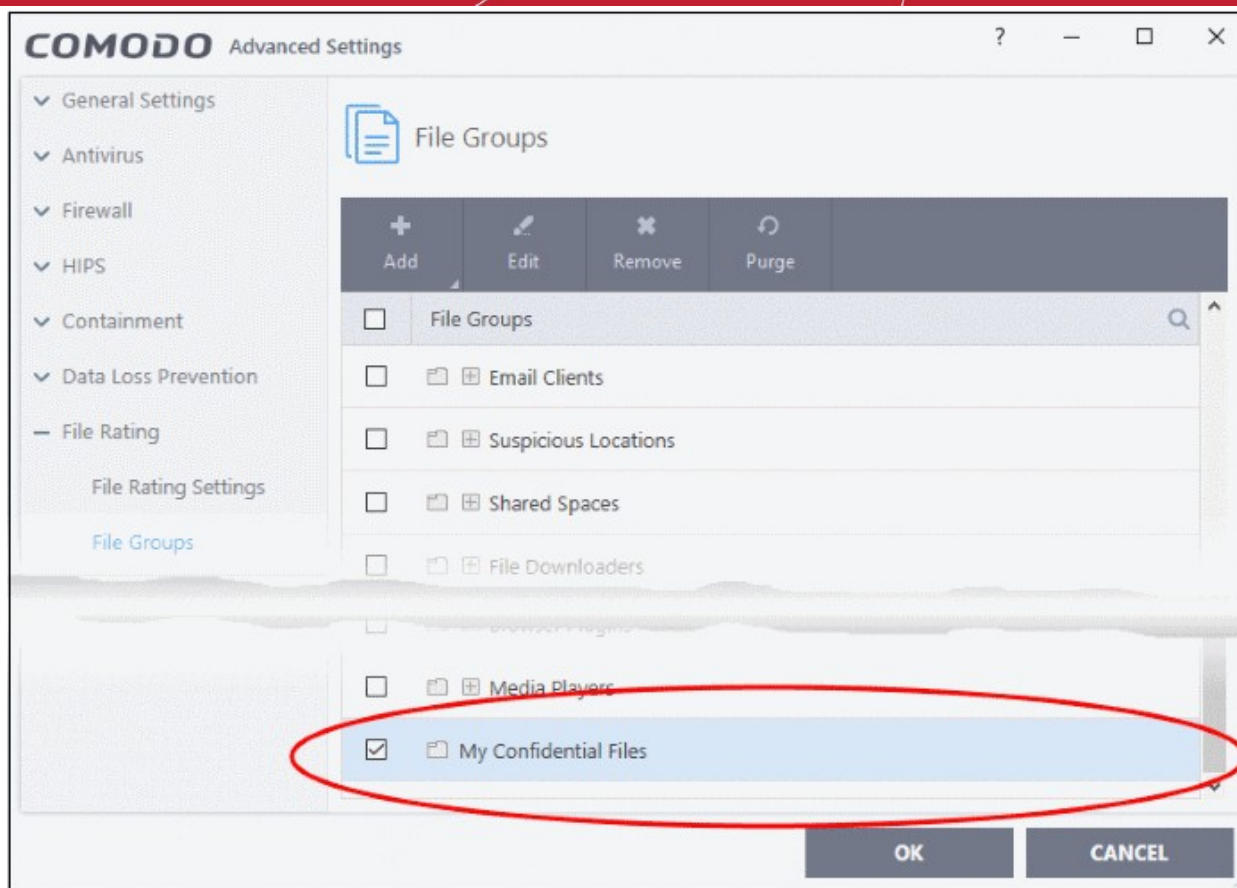 COMODO Advanced Settings
?
General Settings
Antivirus
Firewall
HIPS
Containment
Data Loss Prevention
File Rating
File Rating Settings
File Groups
File Groups
Add Edit Remove Purge
File Groups
Email Clients
Suspicious Locations
Shared Spaces
File Downloaders
Media Players
My Confidential Files
OK CANCEL